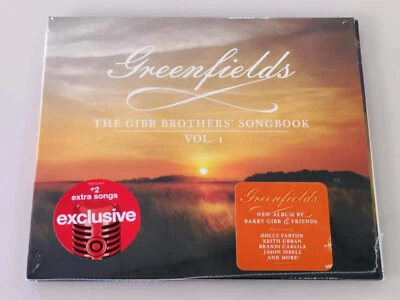 Greenfields
THE GIBB BROTHERS' SONGBOOK
VOL. 1
+2
extra songs
exclusive
Greenfields
NEW ALBUM BY
BARRY GIBB & FRIENDS
featuring
DOLLY PARTON
KEITH URBAN
BRANDI CARLILE
JASON ISBELL
AND MORE!